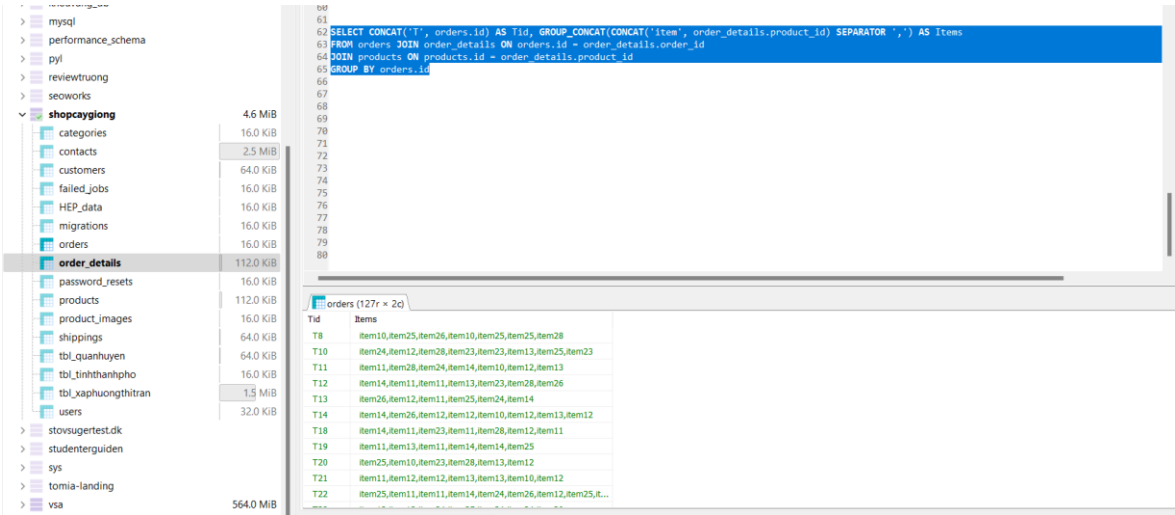 mysql
performance_schema
pyl
reviewtruong
seoworks
shopcaygiong 4.6 MiB
categories 16.0 KiB
contacts 2.5 MiB
customers 64.0 KiB
failed_jobs 16.0 KiB
HEP_data 16.0 KiB
migrations 16.0 KiB
orders 16.0 KiB
order_details 112.0 KiB
password_resets 16.0 KiB
products 112.0 KiB
product_images 16.0 KiB
shippings 64.0 KiB
tbl_quanhuyen 64.0 KiB
tbl_tinhthanhpho 16.0 KiB
tbl_xaphuongthitran 1.5 MiB
users 32.0 KiB
stovsugertest.dk
studenterguiden
sys
tomia-landing
vsa 564.0 MiB
60
61
62 SELECT CONCAT('T', orders.id) AS Tid, GROUP_CONCAT(CONCAT('item', order_details.product_id) SEPARATOR ',') AS Items
63 FROM orders JOIN order_details ON orders.id = order_details.order_id
64 JOIN products ON products.id = order_details.product_id
65 GROUP BY orders.id
66
67
68
69
70
71
72
73
74
75
76
77
78
79
80
orders (127r × 2c)
Tid Items
T8 item10,item25,item26,item10,item25,item25,item28
T10 item24,item12,item28,item23,item23,item13,item25,item23
T11 item11,item28,item24,item14,item10,item12,item13
T12 item14,item11,item11,item13,item23,item28,item26
T13 item26,item12,item11,item25,item24,item14
T14 item14,item26,item12,item12,item10,item12,item13,item12
T18 item14,item11,item23,item11,item28,item12,item11
T19 item11,item13,item11,item14,item14,item25
T20 item25,item10,item23,item28,item13,item12
T21 item11,item12,item12,item13,item13,item10,item12
T22 item25,item11,item11,item14,item24,item26,item12,item25,it...